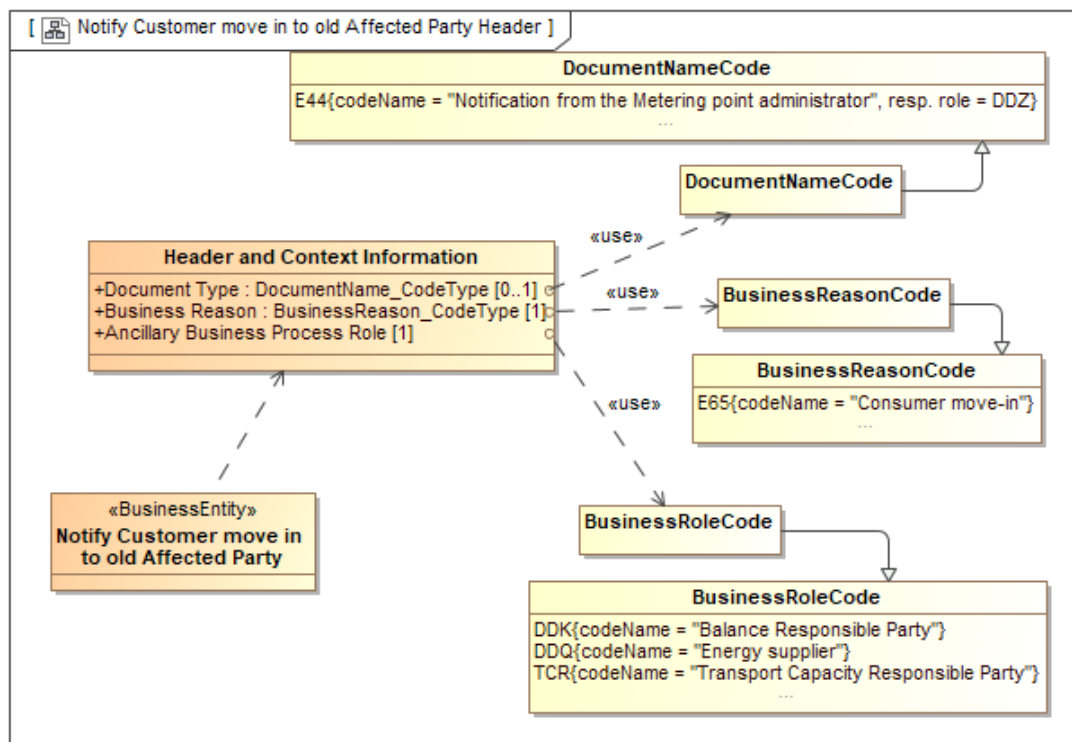 [ Notify Customer move in to old Affected Party Header ]
DocumentNameCode
E44{codeName = "Notification from the Metering point administrator", resp. role = DDZ}
...
DocumentNameCode
«use»
Header and Context Information
+Document Type : DocumentName_CodeType [0..1]
+Business Reason : BusinessReason_CodeType [1]
+Ancillary Business Process Role [1]
«use»
BusinessReasonCode
BusinessReasonCode
E65{codeName = "Consumer move-in"}
...
«use»
«BusinessEntity»
Notify Customer move in
to old Affected Party
BusinessRoleCode
BusinessRoleCode
DDK{codeName = "Balance Responsible Party"}
DDQ{codeName = "Energy supplier"}
TCR{codeName = "Transport Capacity Responsible Party"}
...